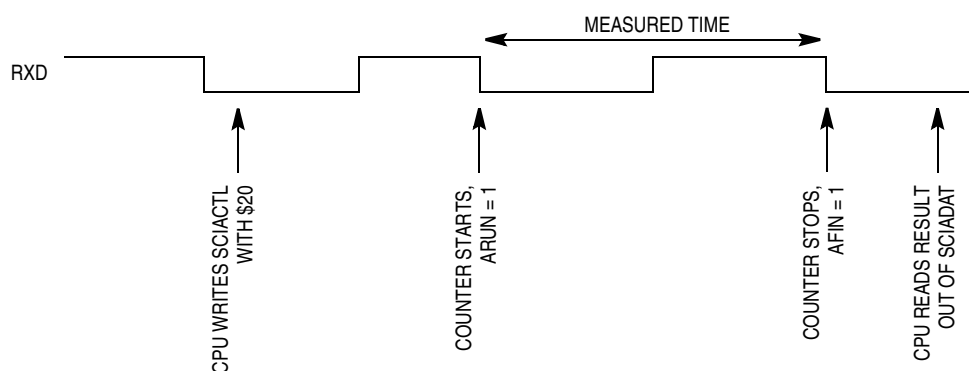 MEASURED TIME
RXD
CPU WRITES SCIACTL
WITH $20
COUNTER STARTS,
ARUN = 1
COUNTER STOPS,
AFIN = 1
CPU READS RESULT
OUT OF SCIADAT